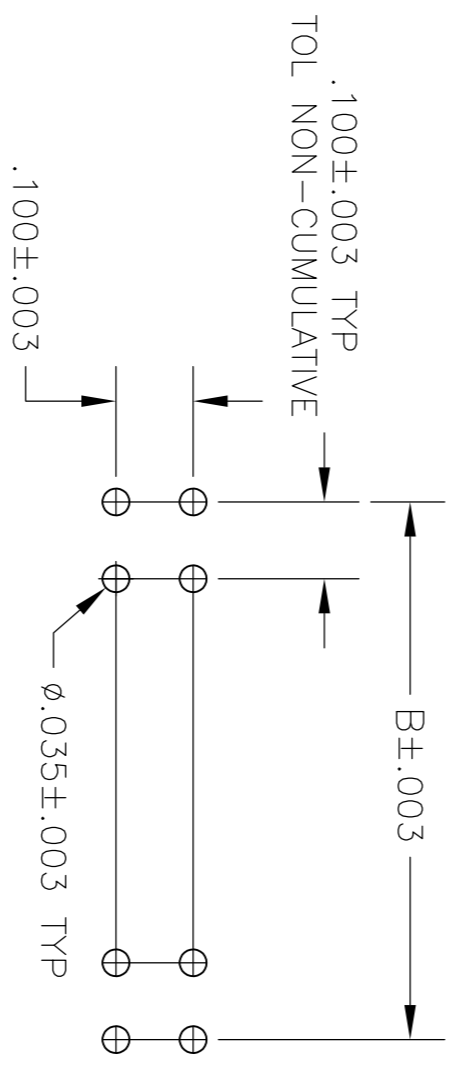 B±.003
.100±.003 TYP
TOL NON-CUMULATIVE
.100±.003
ø.035±.003 TYP